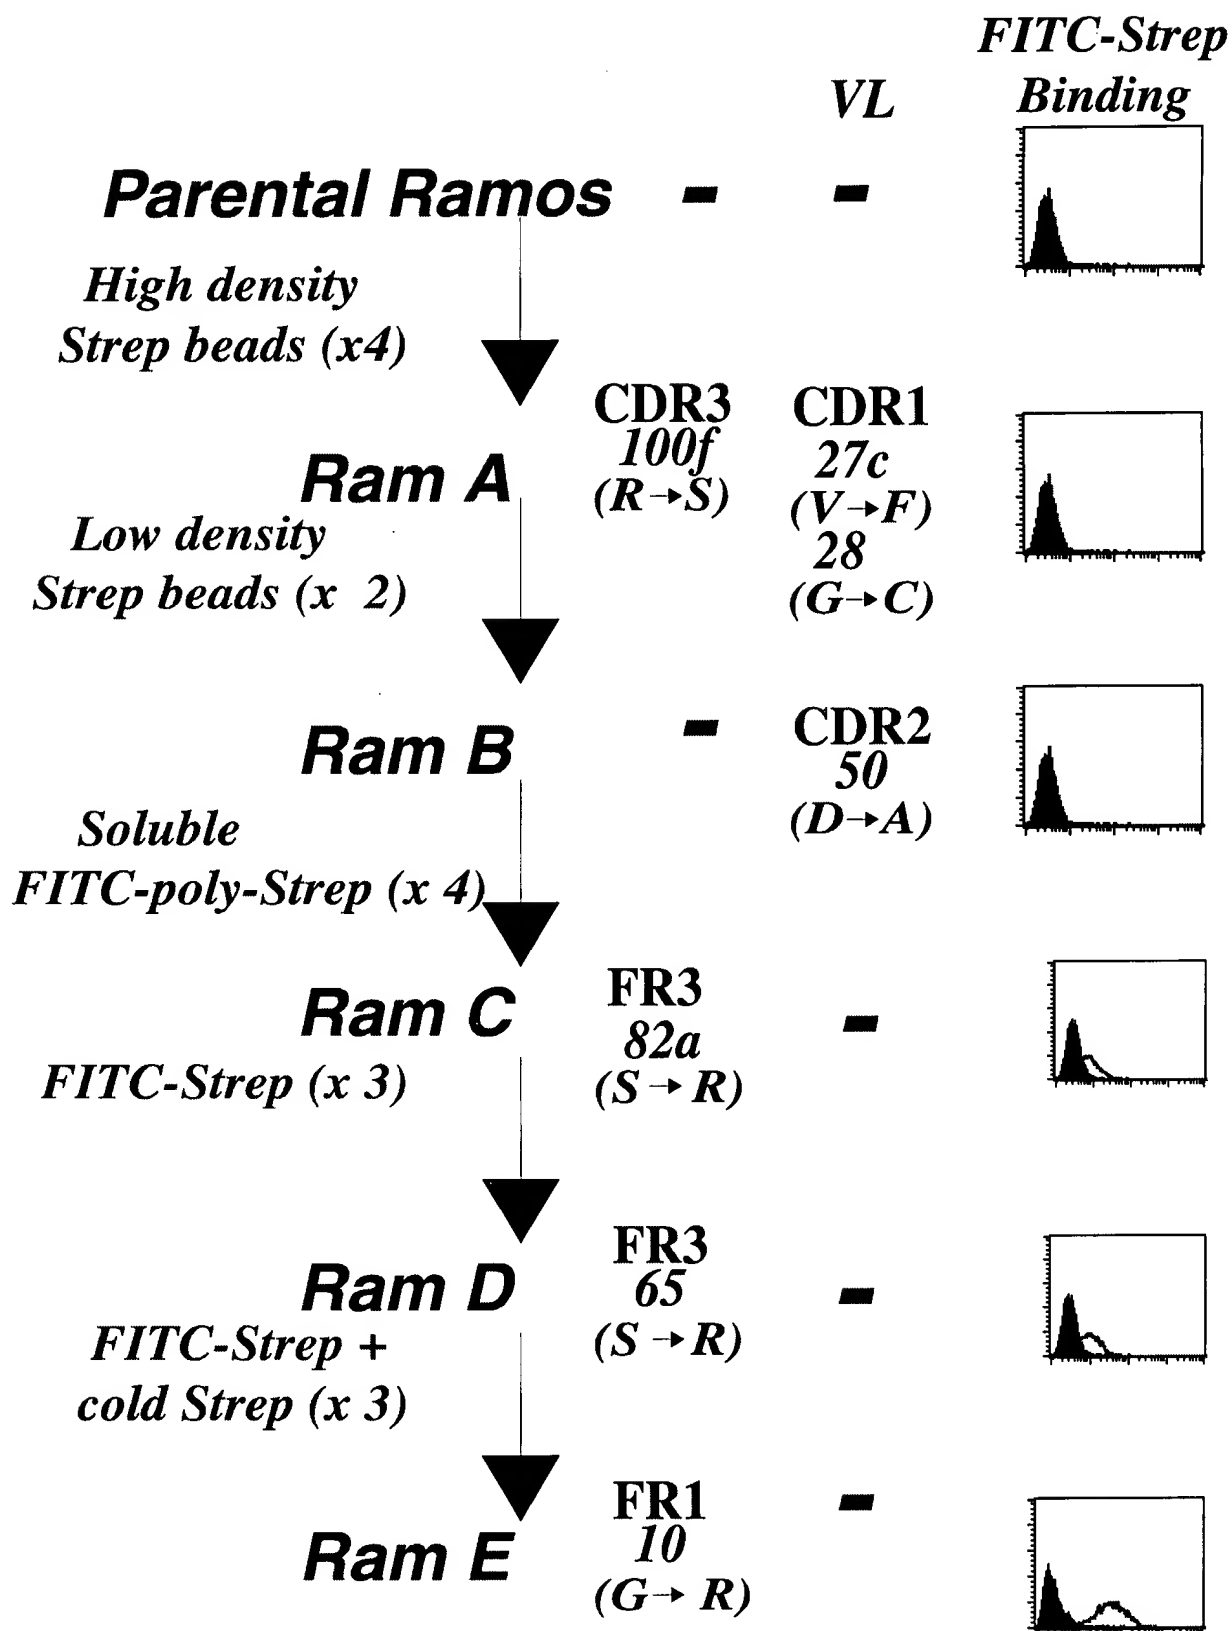 FITC-Strep
VL Binding
Parental Ramos - -
High density
Strep beads (x4)
CDR3 CDR1
100f 27c
Ram A (R→S) (V→F)
Low density 28
Strep beads (x 2) (G→C)
Ram B - CDR2
50
(D→A)
Soluble
FITC-poly-Strep (x 4)
Ram C FR3 -
82a
FITC-Strep (x 3) (S→R)
Ram D FR3 -
65
FITC-Strep + (S→R)
cold Strep (x 3)
FR1 -
Ram E 10
(G→R)